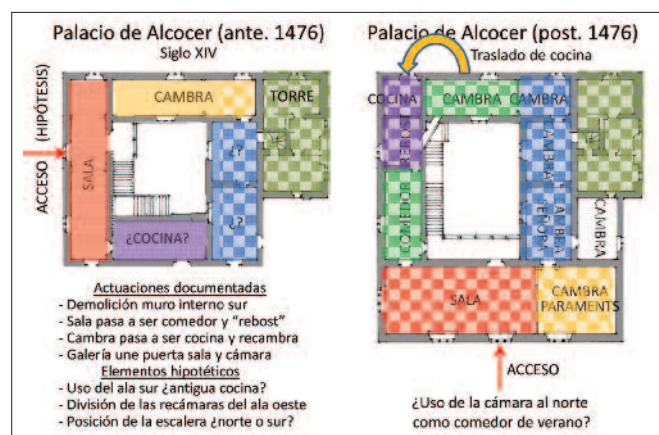 Palacio de Alcocer (ante. 1476)
Siglo XIV
ACCESO (HIPÓTESIS)
CAMBRA
TORRE
SALA
¿?
¿?
¿COCINA?
Actuaciones documentadas
- Demolición muro interno sur
- Sala pasa a ser comedor y "rebost"
- Cambra pasa a ser cocina y recambra
- Galería une puerta sala y cámara
Elementos hipotéticos
- Uso del ala sur ¿antigua cocina?
- División de las recámaras del ala oeste
- Posición de la escalera ¿norte o sur?
Palacio de Alcocer (post. 1476)
Traslado de cocina
COCINA
CAMBRA
CAMBRA
REBOST
COMEDOR
CAMBRA
SEÑORA
CAMBRA
SALA
CAMBRA
PARAMENTS
ACCESO
¿Uso de la cámara al norte
como comedor de verano?